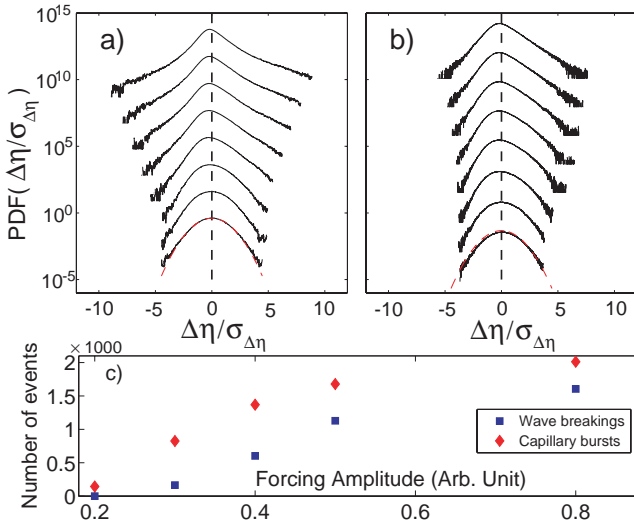 a)
b)
10^15
10^10
10^5
10^0
10^-5
PDF( Δη/σ_Δη)
-10 -5 0 5 10
-10 -5 0 5 10
Δη/σ_Δη
Δη/σ_Δη
× 1000
c)
2
1.5
1
0.5
0
Number of events
Wave breakings
Capillary bursts
Forcing Amplitude (Arb. Unit)
0.2 0.4 0.6 0.8